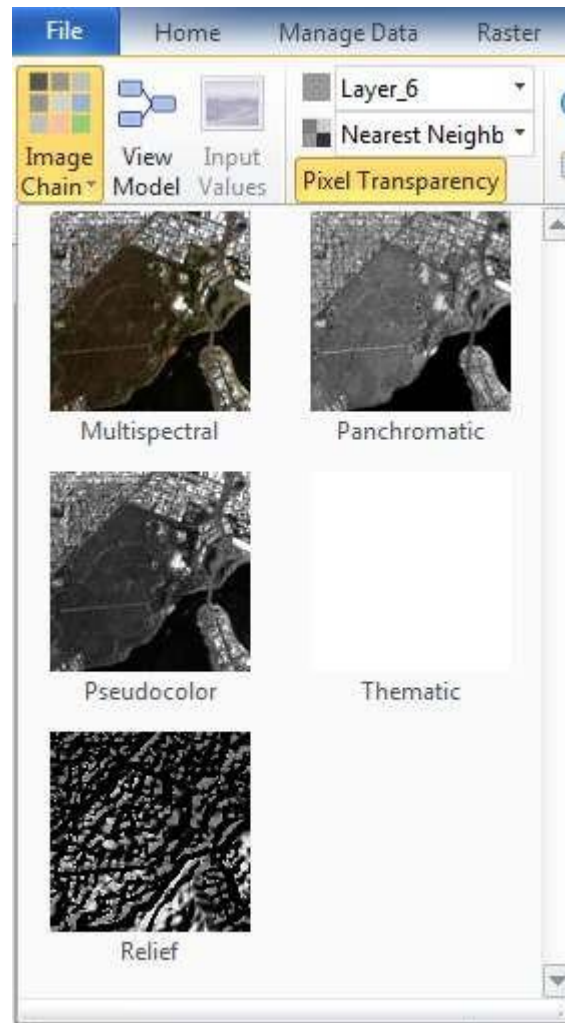 File Home Manage Data Raster
Layer_6
Nearest Neighb
Image Chain
View Model
Input Values
Pixel Transparency
Multispectral Panchromatic
Pseudocolor Thematic
Relief